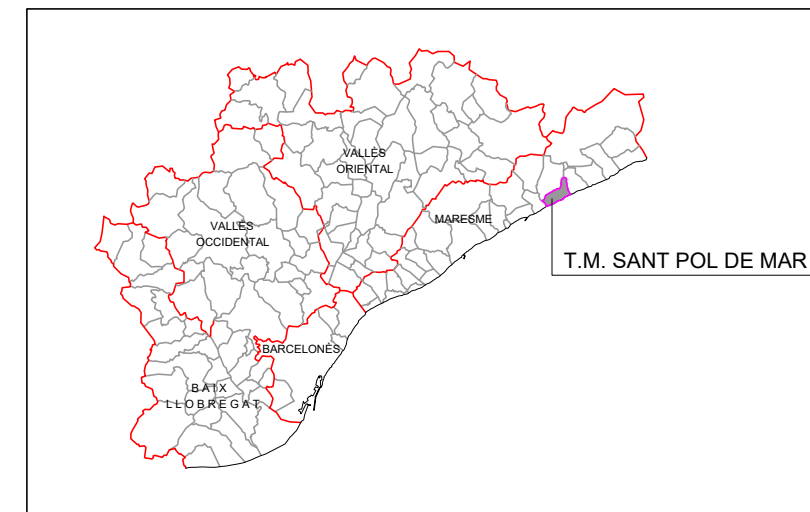 VALLÈS
ORIENTAL
MARESME
VALLÈS
OCCIDENTAL
T.M. SANT POL DE MAR
BARCELONÈS
BAIX
LLOBREGAT